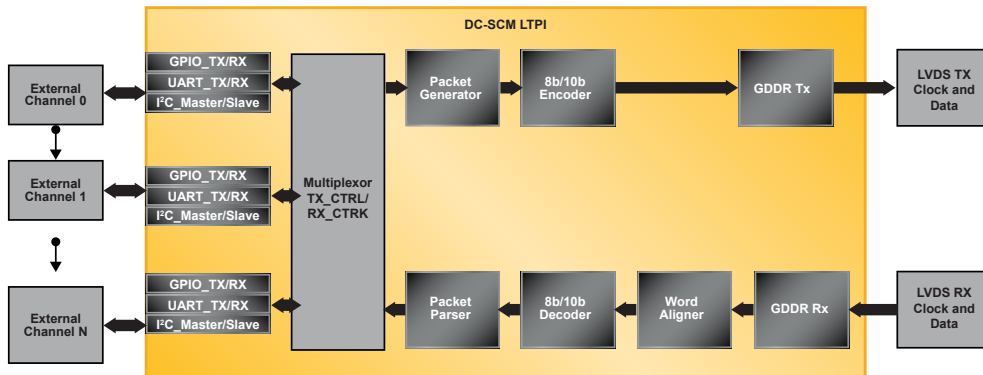 DC-SCM LTPI
External
Channel 0
GPIO_TX/RX
UART_TX/RX
I²C_Master/Slave
External
Channel 1
GPIO_TX/RX
UART_TX/RX
I²C_Master/Slave
External
Channel N
GPIO_TX/RX
UART_TX/RX
I²C_Master/Slave
Multiplexor
TX_CTRL/
RX_CTRK
Packet
Generator
8b/10b
Encoder
GDDR Tx
LVDS TX
Clock and
Data
Packet
Parser
8b/10b
Decoder
Word
Aligner
GDDR Rx
LVDS RX
Clock and
Data